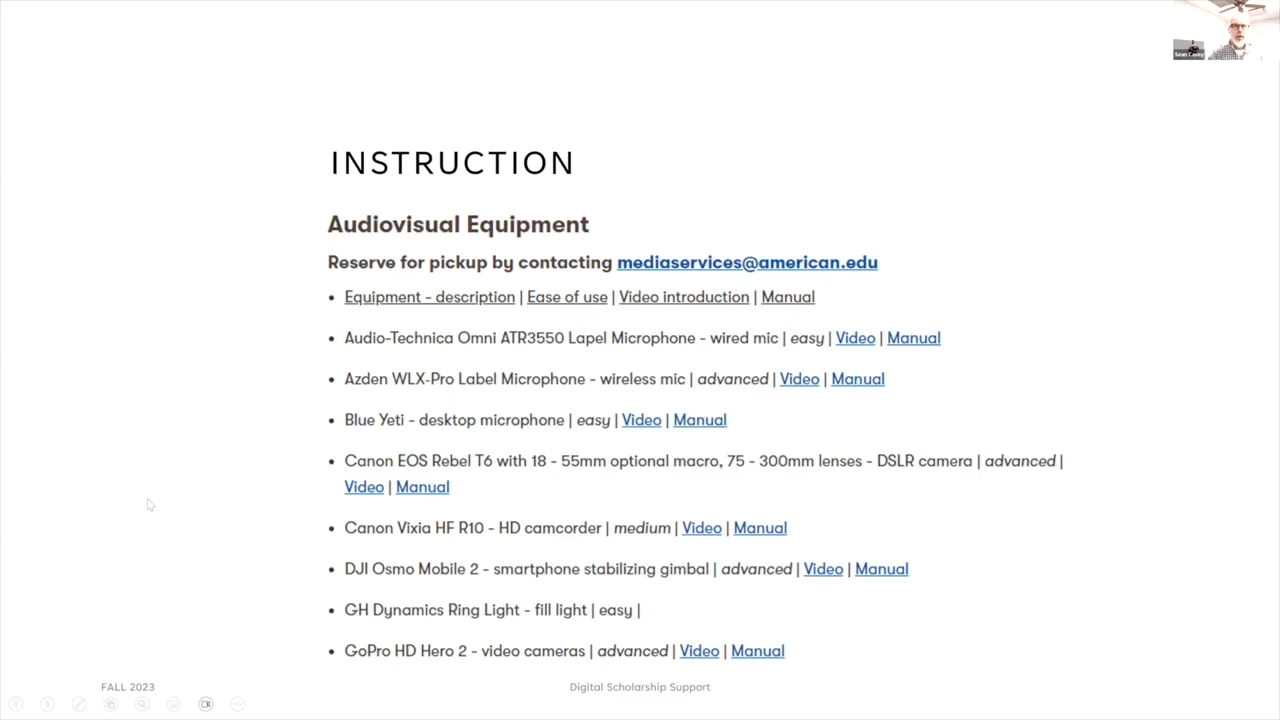 Sean Casey
INSTRUCTION
Audiovisual Equipment
Reserve for pickup by contacting mediaservices@american.edu
• Equipment - description | Ease of use | Video introduction | Manual
• Audio-Technica Omni ATR3550 Lapel Microphone - wired mic | easy | Video | Manual
• Azden WLX-Pro Label Microphone - wireless mic | advanced | Video | Manual
• Blue Yeti - desktop microphone | easy | Video | Manual
• Canon EOS Rebel T6 with 18 - 55mm optional macro, 75 - 300mm lenses - DSLR camera | advanced |
Video | Manual
• Canon Vixia HF R10 - HD camcorder | medium | Video | Manual
• DJI Osmo Mobile 2 - smartphone stabilizing gimbal | advanced | Video | Manual
• GH Dynamics Ring Light - fill light | easy |
• GoPro HD Hero 2 - video cameras | advanced | Video | Manual
FALL 2023
Digital Scholarship Support